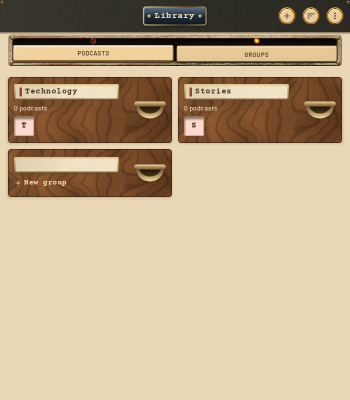 Library
PODCASTS
GROUPS
Technology
0 podcasts
T
Stories
0 podcasts
S
+ New group